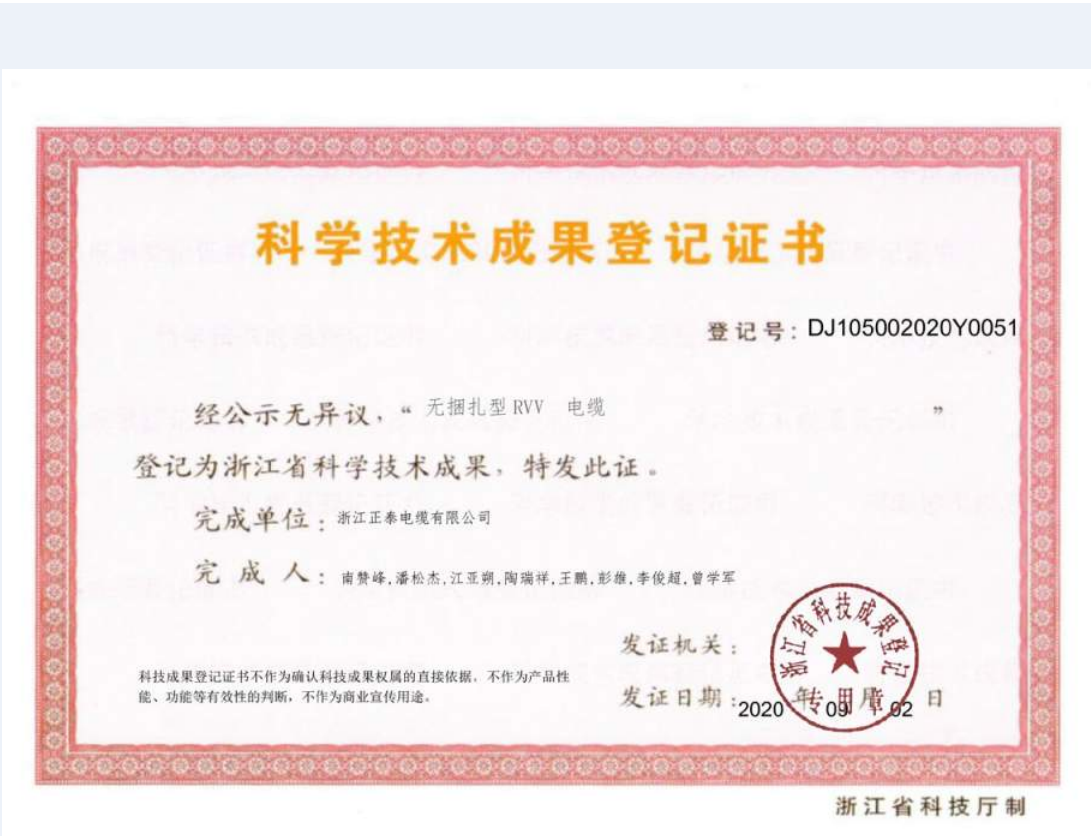 科学技术成果登记证书
登记号：DJ105002020Y0051
经公示无异议，“无捆扎型 RVV 电缆”
登记为浙江省科学技术成果，特发此证。
完成单位：浙江正泰电缆有限公司
完成人：南赞峰,潘松杰,江亚朔,陶瑞祥,王鹏,彭雄,李俊超,曾学军
浙江省科技成果登记
专用章
发证机关：
科技成果登记证书不作为确认科技成果权属的直接依据，不作为产品性
能、功能等有效性的判断，不作为商业宣传用途。
发证日期：2020 年 09 月 02 日
浙江省科技厅制